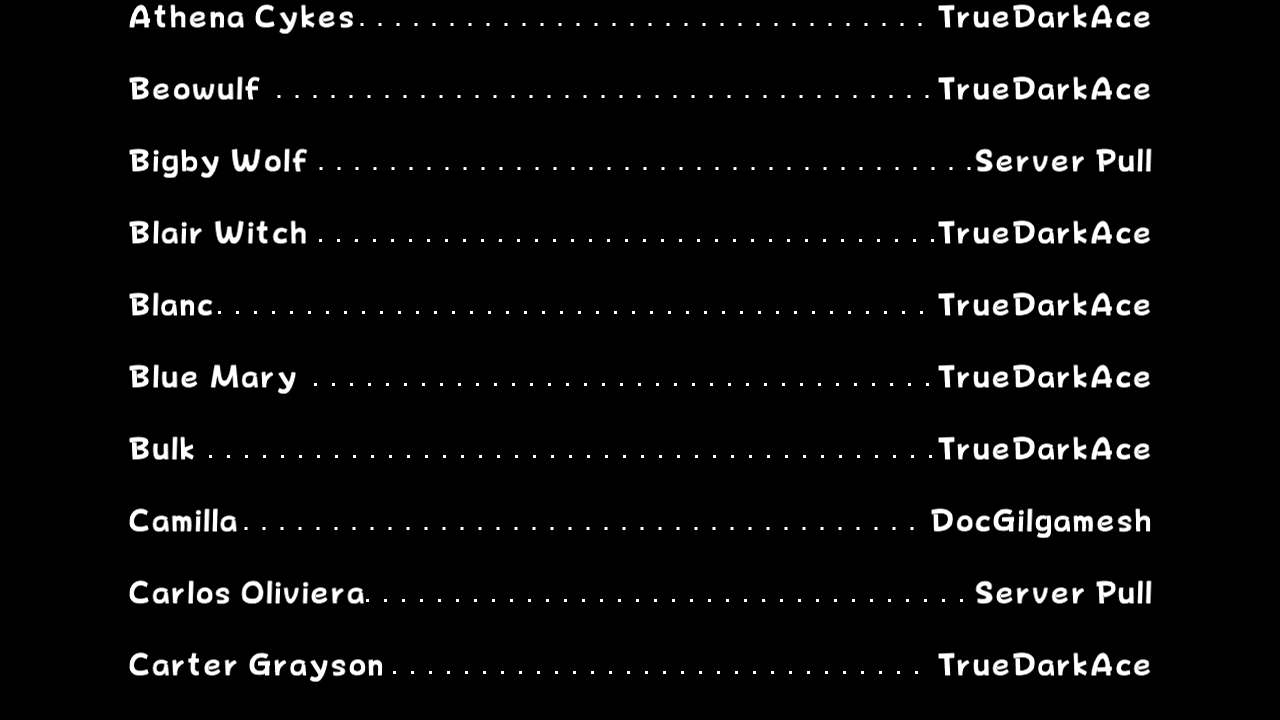 Athena Cykes. . . . . . . . . . . . . . . . . . . . . . . . . . . TrueDarkAce
Beowulf . . . . . . . . . . . . . . . . . . . . . . . . . . . . . . . TrueDarkAce
Bigby Wolf . . . . . . . . . . . . . . . . . . . . . . . . . . . . . . .Server Pull
Blair Witch . . . . . . . . . . . . . . . . . . . . . . . . . . . . . .TrueDarkAce
Blanc. . . . . . . . . . . . . . . . . . . . . . . . . . . . . . . . . TrueDarkAce
Blue Mary . . . . . . . . . . . . . . . . . . . . . . . . . . . . . .TrueDarkAce
Bulk . . . . . . . . . . . . . . . . . . . . . . . . . . . . . . . . . . .TrueDarkAce
Camilla. . . . . . . . . . . . . . . . . . . . . . . . . . . . . . . . DocGilgamesh
Carlos Oliviera. . . . . . . . . . . . . . . . . . . . . . . . . . . . Server Pull
Carter Grayson . . . . . . . . . . . . . . . . . . . . . . . . . TrueDarkAce